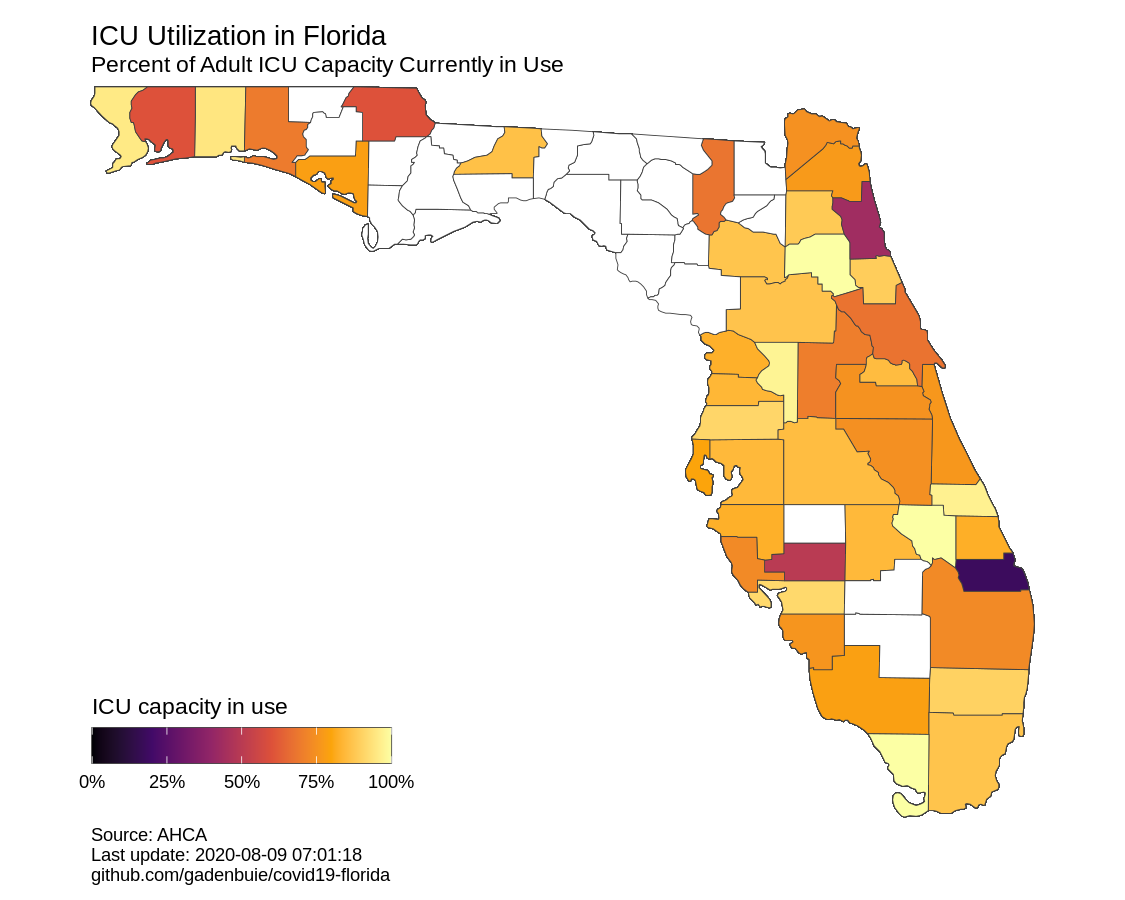 ICU Utilization in Florida
Percent of Adult ICU Capacity Currently in Use
ICU capacity in use
0% 25% 50% 75% 100%
Source: AHCA
Last update: 2020-08-09 07:01:18
github.com/gadenbuie/covid19-florida